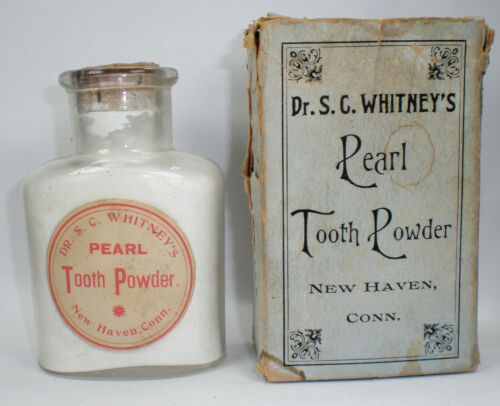 DR. S. C. WHITNEY'S
PEARL
Tooth Powder.
New Haven, Conn.
Dr. S. C. WHITNEY'S
Pearl
Tooth Powder
NEW HAVEN,
CONN.